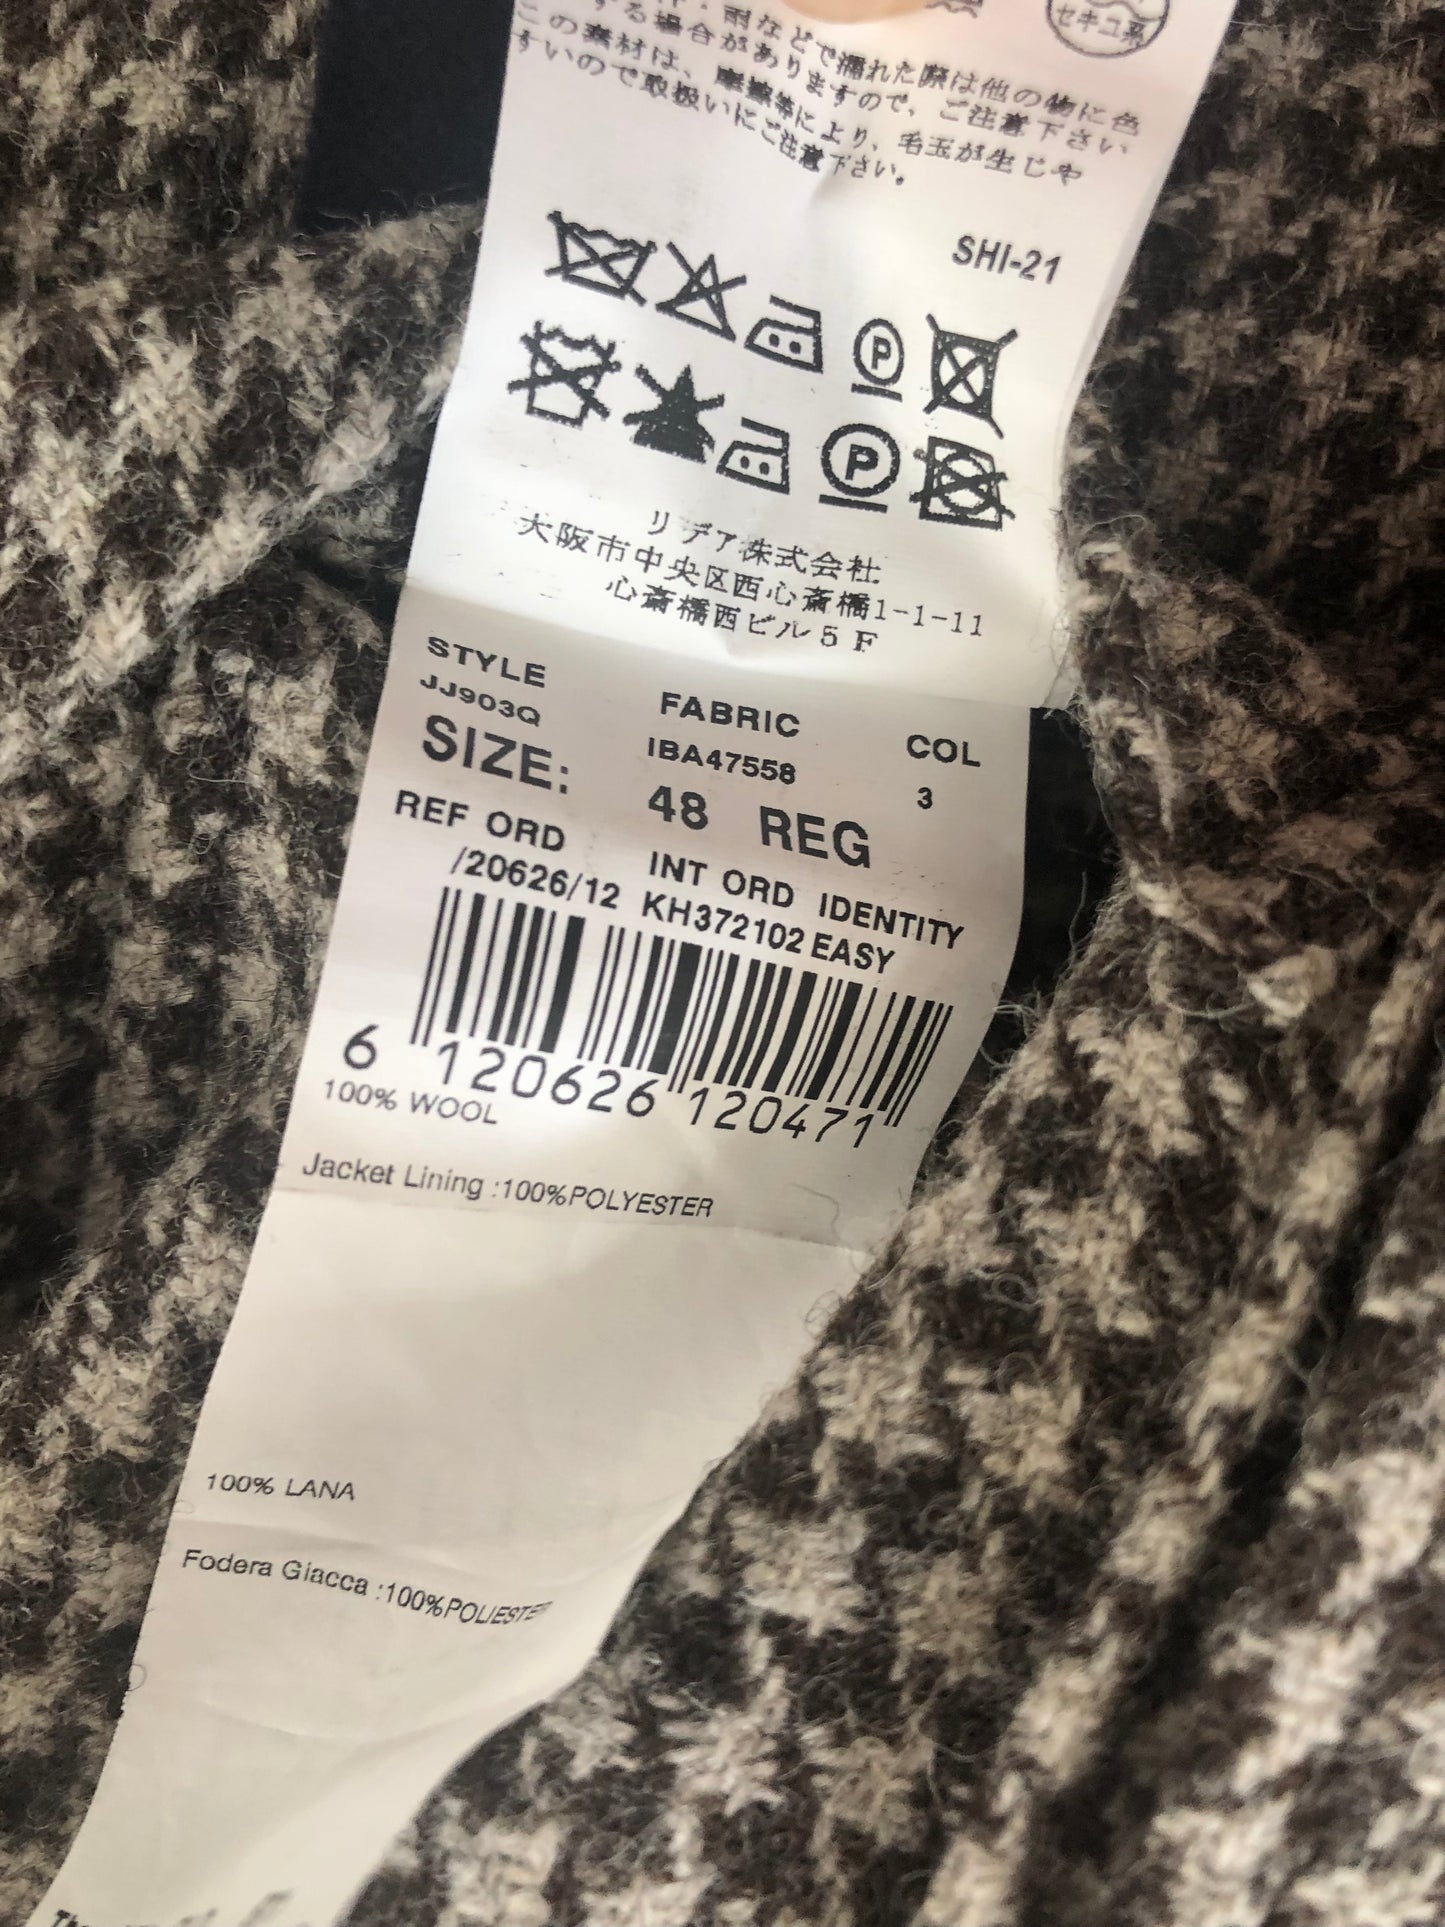 セキユ系
・雨などで濡れた際は他の物に色
する場合がありますので、ご注意下さい
この素材は、摩擦等により、毛玉が生じや
すいので取扱いにご注意下さい。
SHI-21
P
P
リデア株式会社
大阪市中央区西心斎橋1-1-11
心斎橋西ビル5F
STYLE FABRIC COL
JJ903Q IBA47558 3
SIZE: 48 REG
REF ORD INT ORD IDENTITY
/20626/12 KH372102 EASY
6 120626 120471
100% WOOL
Jacket Lining :100%POLYESTER
100% LANA
Fodera Giacca :100%POLIESTER